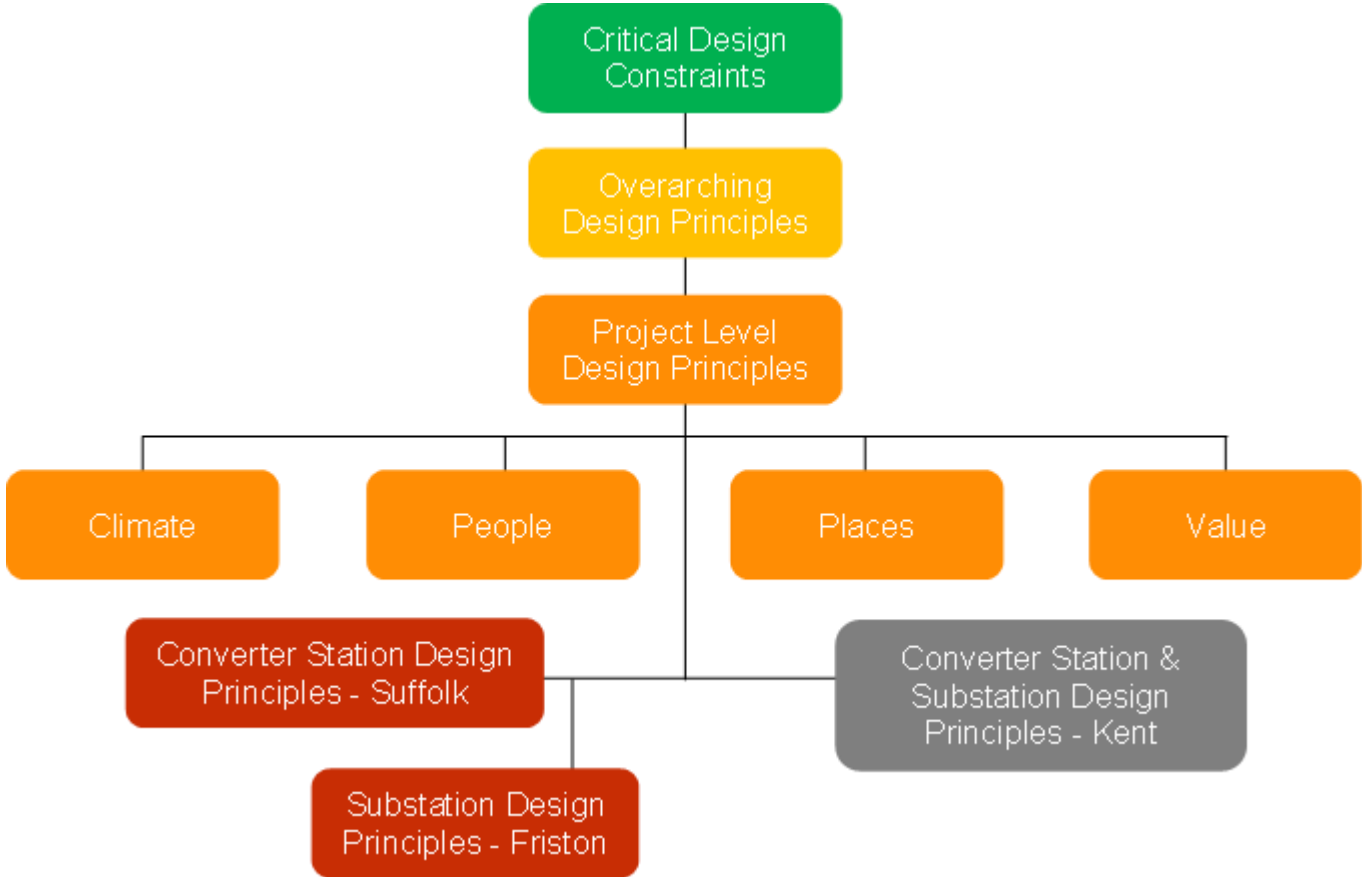 Critical Design
Constraints
Overarching
Design Principles
Project Level
Design Principles
Climate
People
Places
Value
Converter Station Design
Principles - Suffolk
Converter Station &
Substation Design
Principles - Kent
Substation Design
Principles - Friston